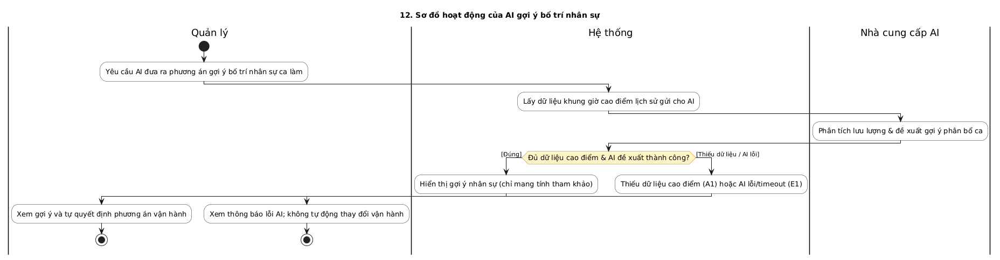 12. Sơ đồ hoạt động của AI gợi ý bố trí nhân sự
Quản lý
Hệ thống
Nhà cung cấp AI
Yêu cầu AI đưa ra phương án gợi ý bố trí nhân sự ca làm
Lấy dữ liệu khung giờ cao điểm lịch sử gửi cho AI
Phân tích lưu lượng & đề xuất gợi ý phân bổ ca
[Đúng]
Đủ dữ liệu cao điểm & AI đề xuất thành công?
[Thiếu dữ liệu / AI lỗi]
Hiển thị gợi ý nhân sự (chỉ mang tính tham khảo)
Thiếu dữ liệu cao điểm (A1) hoặc AI lỗi/timeout (E1)
Xem gợi ý và tự quyết định phương án vận hành
Xem thông báo lỗi AI; không tự động thay đổi vận hành